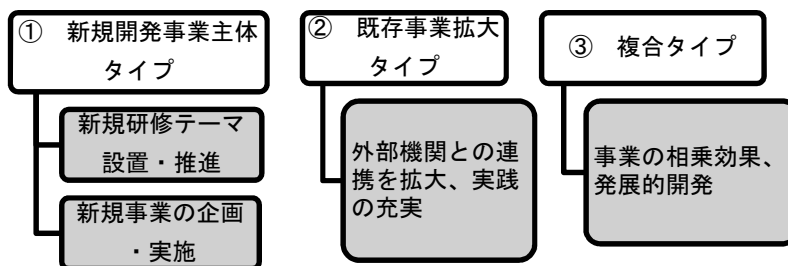 ① 新規開発事業主体
タイプ
新規研修テーマ
設置・推進
新規事業の企画
・実施
② 既存事業拡大
タイプ
外部機関との連
携を拡大、実践
の充実
③ 複合タイプ
事業の相乗効果、
発展的開発